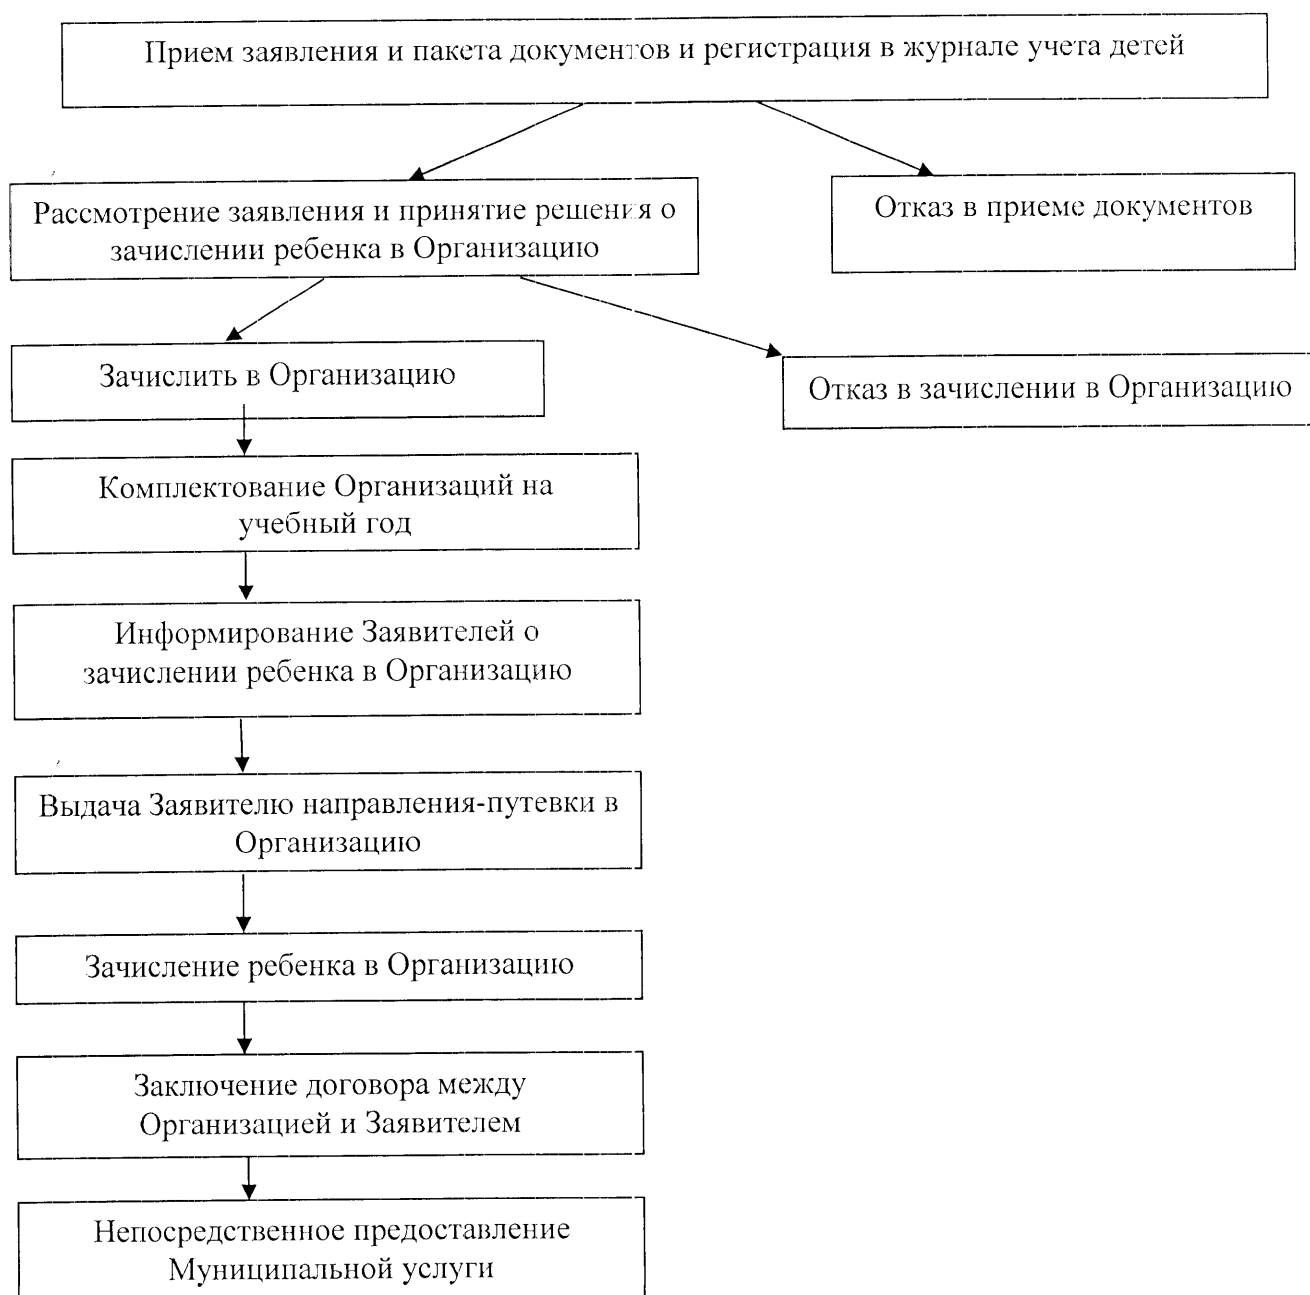 Прием заявления и пакета документов и регистрация в журнале учета детей
Рассмотрение заявления и принятие решения о
зачислении ребенка в Организацию
Отказ в приеме документов
Зачислить в Организацию
Отказ в зачислении в Организацию
Комплектование Организаций на
учебный год
Информирование Заявителей о
зачислении ребенка в Организацию
Выдача Заявителю направления-путевки в
Организацию
Зачисление ребенка в Организацию
Заключение договора между
Организацией и Заявителем
Непосредственное предоставление
Муниципальной услуги